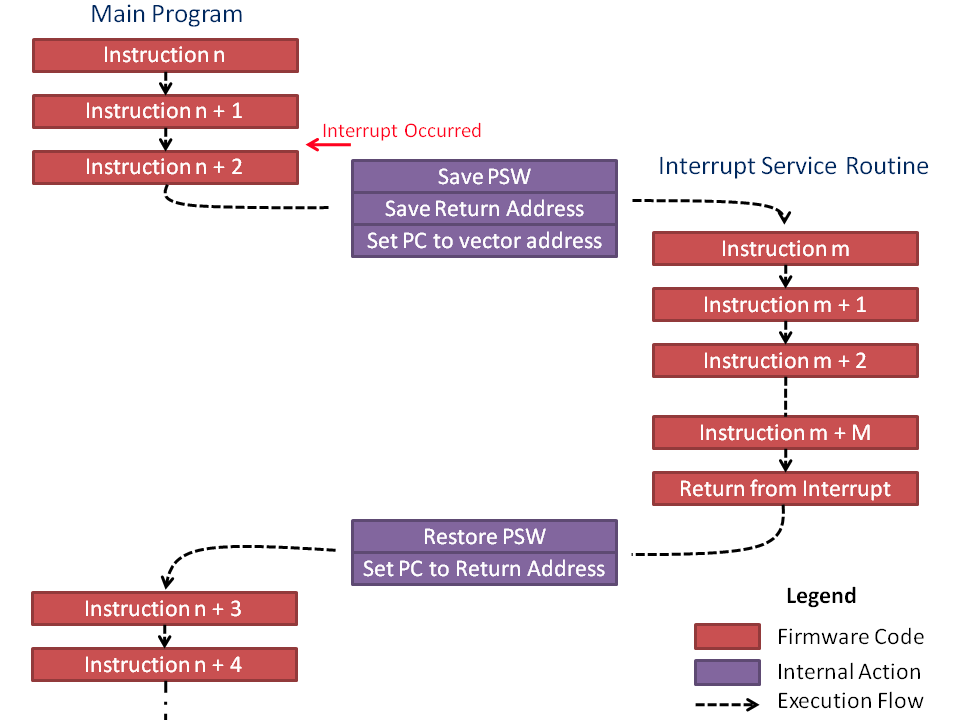 Main Program
Instruction n
Instruction n + 1
Interrupt Occurred
Instruction n + 2
Save PSW
Save Return Address
Set PC to vector address
Interrupt Service Routine
Instruction m
Instruction m + 1
Instruction m + 2
Instruction m + M
Return from Interrupt
Restore PSW
Set PC to Return Address
Instruction n + 3
Instruction n + 4
Legend
Firmware Code
Internal Action
Execution Flow